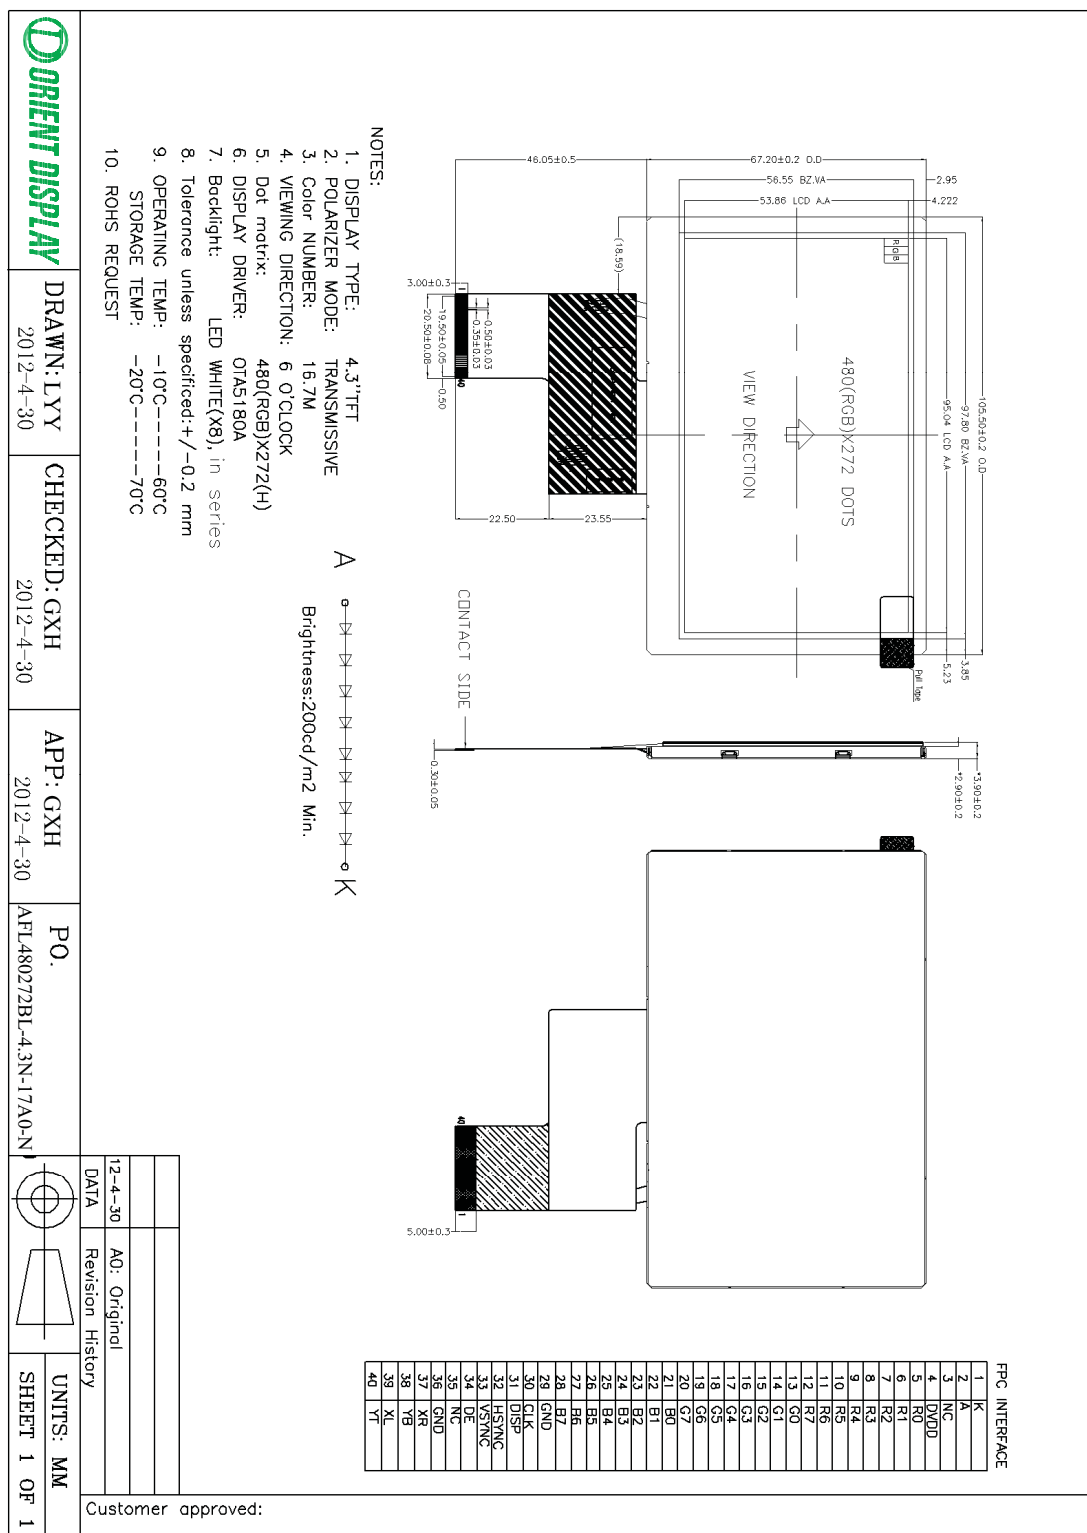 46.05±0.5
67.20±0.2 O.D
56.55 BZ.VA
2.95
53.86 LCD A.A
4.222
(18.59)
R G B
480(RGB)X272 DOTS
VIEW DIRECTION
105.50±0.2 O.D
97.80 BZ.VA
95.04 LCD A.A
3.85
5.23
Pull Tape
3.00±0.3
1
40
0.50±0.03
0.35±0.03
19.50±0.05
0.50
20.50±0.08
22.50
23.55
CONTACT SIDE
0.30±0.05
*3.90±0.2
*2.90±0.2
40
1
5.00±0.3
NOTES:
1. DISPLAY TYPE: 4.3''TFT
2. POLARIZER MODE: TRANSMISSIVE
3. Color NUMBER: 16.7M
4. VIEWING DIRECTION: 6 O'CLOCK
5. Dot matrix: 480(RGB)X272(H)
6. DISPLAY DRIVER: OTA5180A
7. Backlight: LED WHITE(X8), in series
8. Tolerance unless specificed:+/-0.2 mm
9. OPERATING TEMP: -10°C-----60°C
STORAGE TEMP: -20°C-----70°C
10. ROHS REQUEST
A
K
Brightness:200cd/m2 Min.
FPC INTERFACE
1 K
2 A
3 NC
4 DVDD
5 R0
6 R1
7 R2
8 R3
9 R4
10 R5
11 R6
12 R7
13 G0
14 G1
15 G2
16 G3
17 G4
18 G5
19 G6
20 G7
21 B0
22 B1
23 B2
24 B3
25 B4
26 B5
27 B6
28 B7
29 GND
30 CLK
31 DISP
32 HSYNC
33 VSYNC
34 DE
35 NC
36 GND
37 XR
38 YB
39 XL
40 YT
12-4-30 A0: Original
DATA Revision History
ORIENT DISPLAY
DRAWN: LYY
2012-4-30
CHECKED: GXH
2012-4-30
APP: GXH
2012-4-30
PO.
AFL480272BL-4.3N-17A0-N
UNITS: MM
SHEET 1 OF 1
Customer approved: